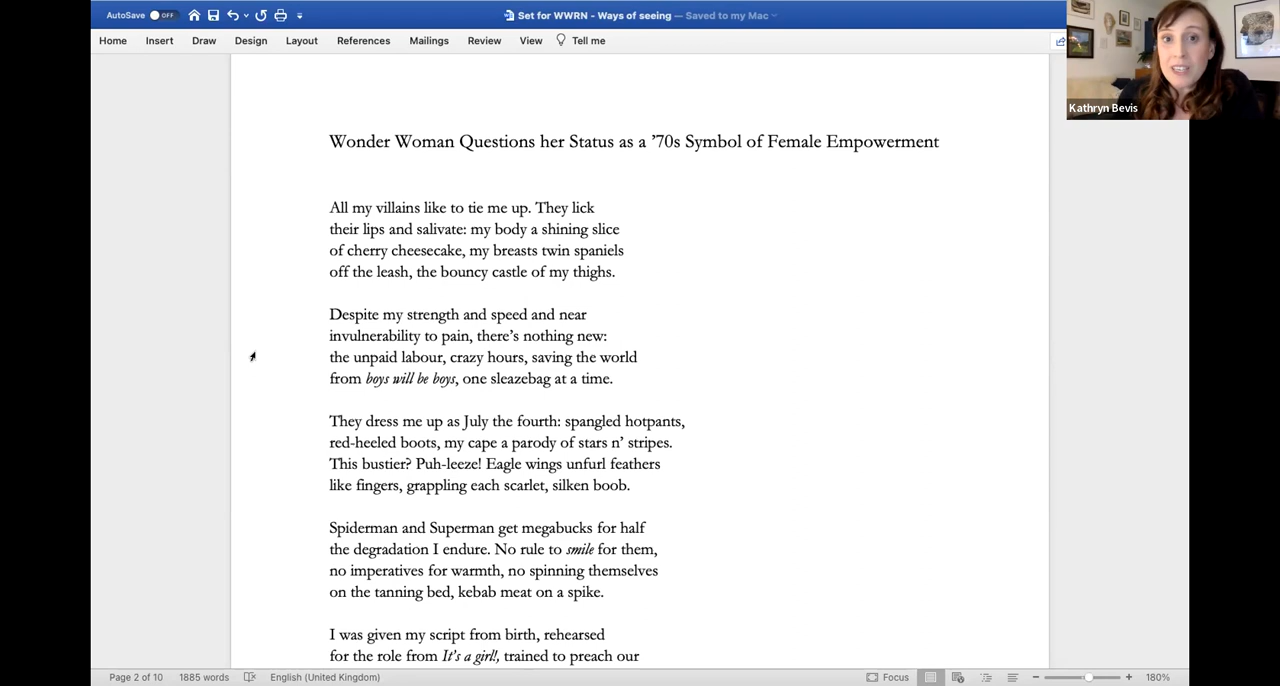 AutoSave OFF
Set for WWRN - Ways of seeing — Saved to my Mac
Home Insert Draw Design Layout References Mailings Review View Tell me
Kathryn Bevis
Wonder Woman Questions her Status as a ’70s Symbol of Female Empowerment
All my villains like to tie me up. They lick
their lips and salivate: my body a shining slice
of cherry cheesecake, my breasts twin spaniels
off the leash, the bouncy castle of my thighs.
Despite my strength and speed and near
invulnerability to pain, there’s nothing new:
the unpaid labour, crazy hours, saving the world
from boys will be boys, one sleazebag at a time.
They dress me up as July the fourth: spangled hotpants,
red-heeled boots, my cape a parody of stars n’ stripes.
This bustier? Puh-leeze! Eagle wings unfurl feathers
like fingers, grappling each scarlet, silken boob.
Spiderman and Superman get megabucks for half
the degradation I endure. No rule to smile for them,
no imperatives for warmth, no spinning themselves
on the tanning bed, kebab meat on a spike.
I was given my script from birth, rehearsed
for the role from It’s a girl!, trained to preach our
Page 2 of 10 1885 words English (United Kingdom) Focus 180%